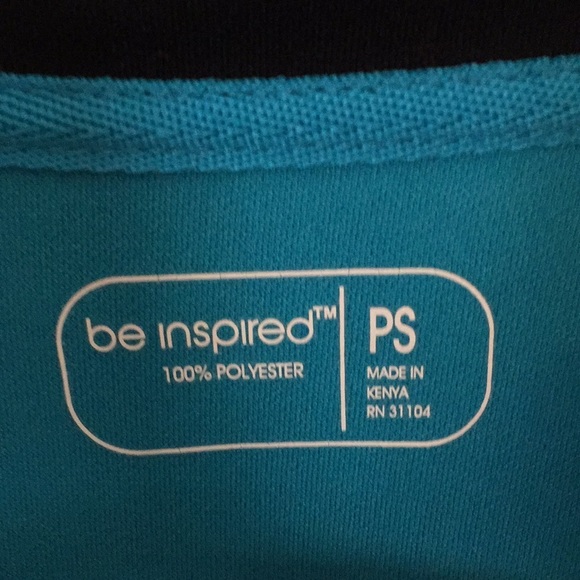 be inspired™
100% POLYESTER
PS
MADE IN
KENYA
RN 31104